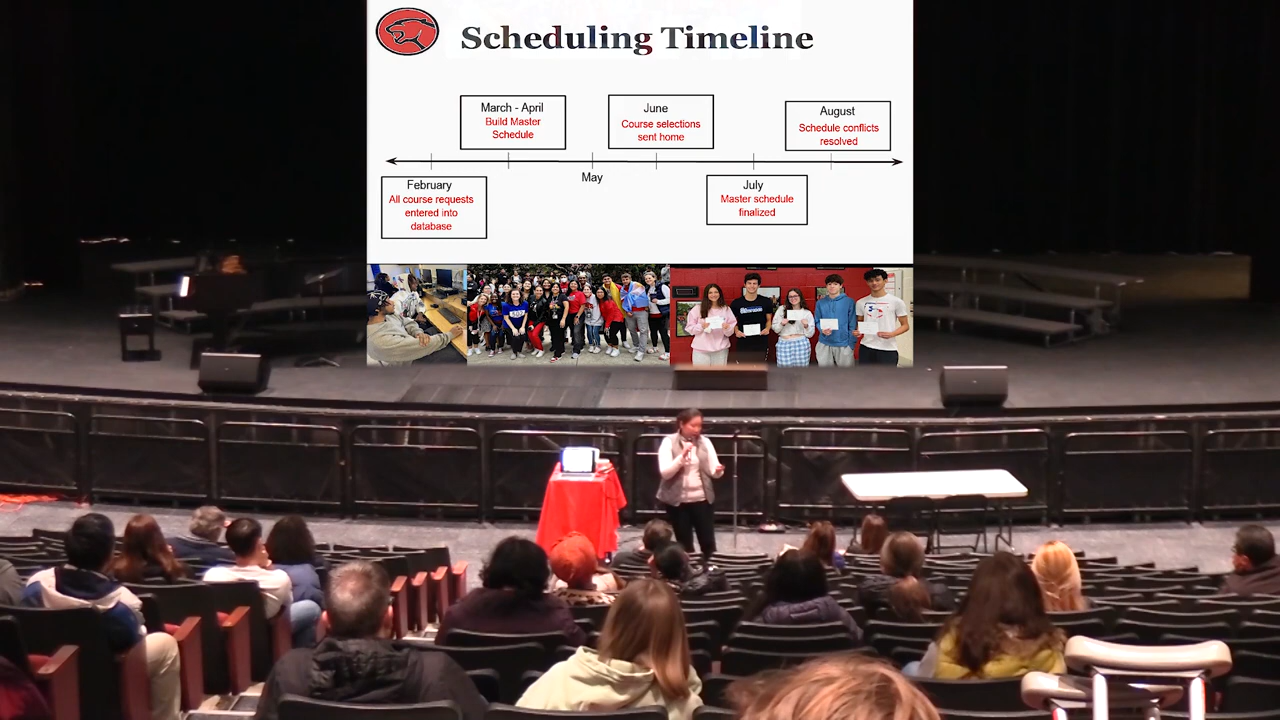 Scheduling Timeline
March - April
Build Master
Schedule
June
Course selections
sent home
August
Schedule conflicts
resolved
May
February
All course requests
entered into
database
July
Master schedule
finalized